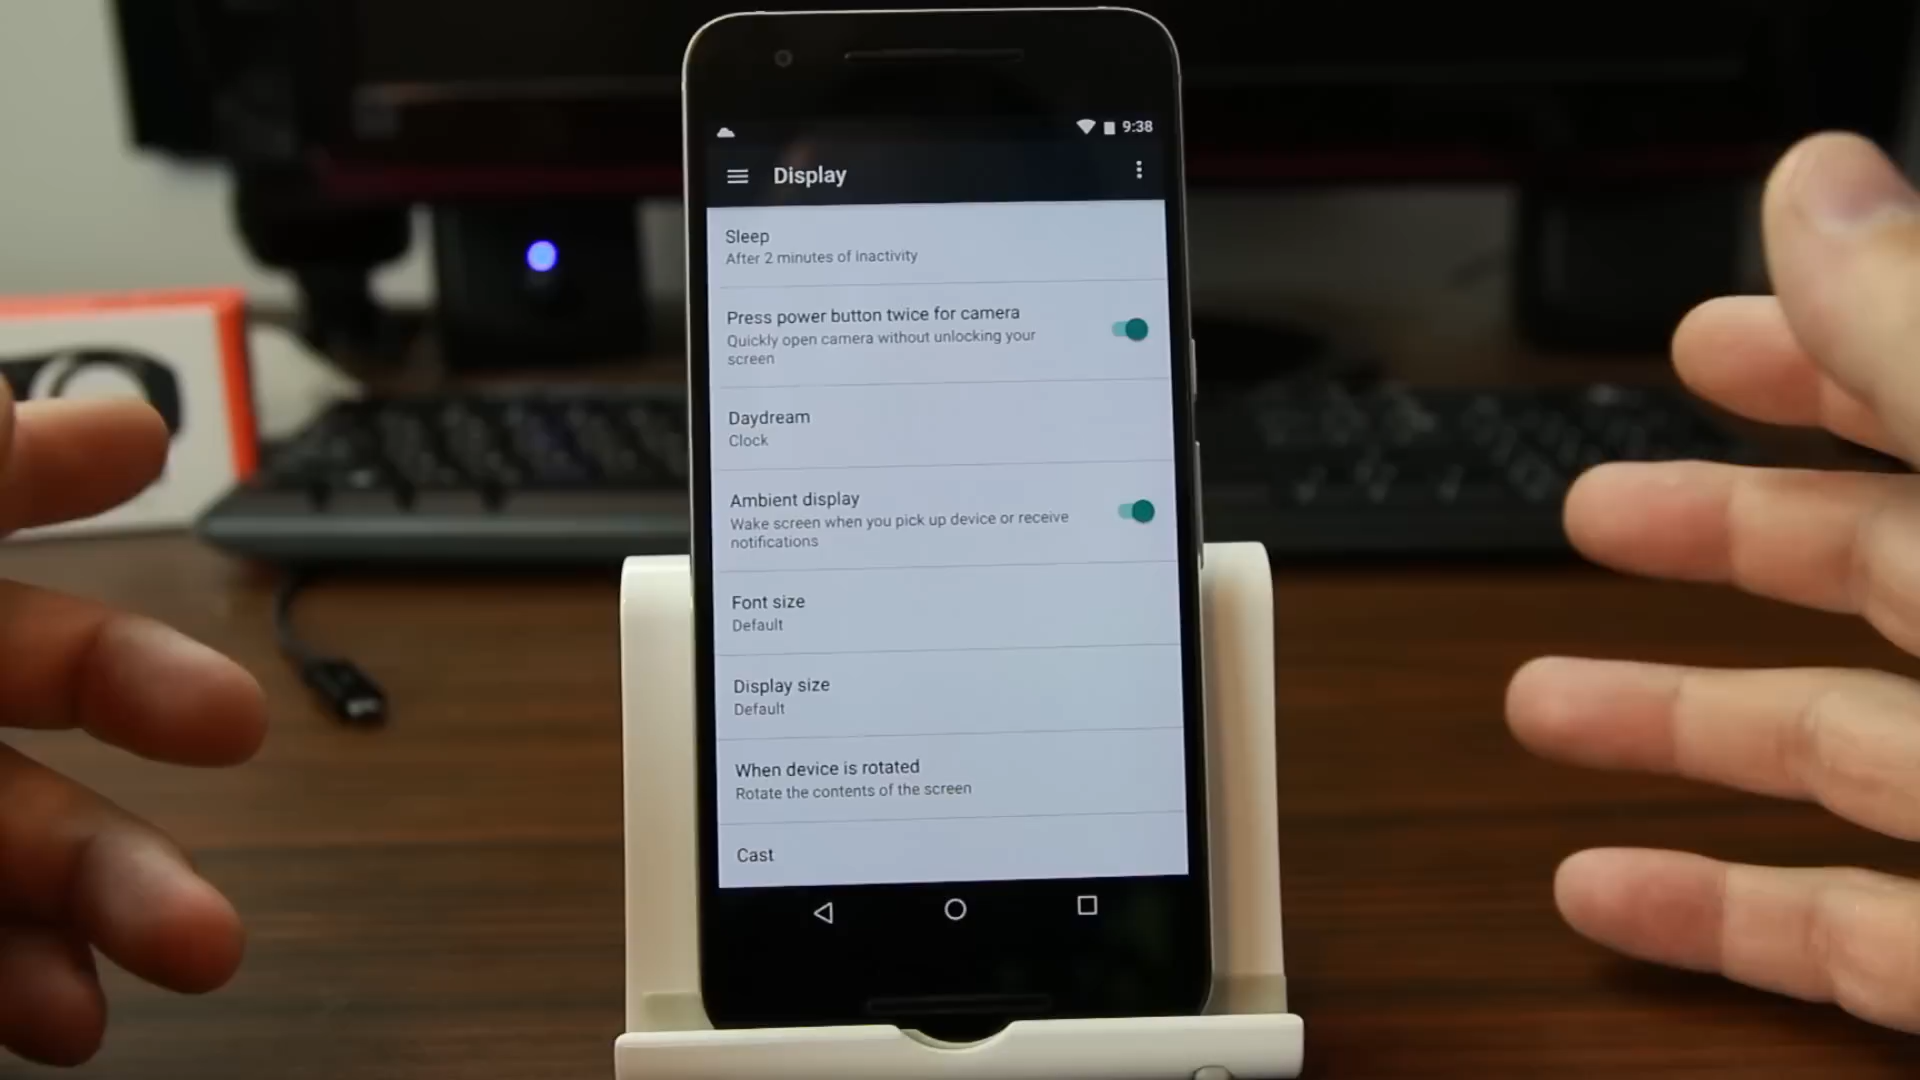 9:38
Display
Sleep
After 2 minutes of inactivity
Press power button twice for camera
Quickly open camera without unlocking your
screen
Daydream
Clock
Ambient display
Wake screen when you pick up device or receive
notifications
Font size
Default
Display size
Default
When device is rotated
Rotate the contents of the screen
Cast